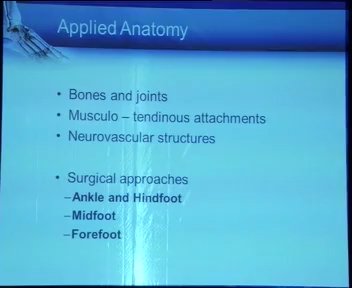 Applied Anatomy
• Bones and joints
• Musculo – tendinous attachments
• Neurovascular structures
• Surgical approaches
–Ankle and Hindfoot
–Midfoot
–Forefoot